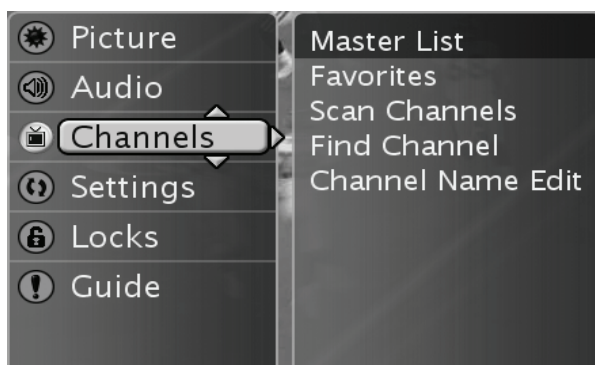 Picture
Audio
Channels
Settings
Locks
Guide
Master List
Favorites
Scan Channels
Find Channel
Channel Name Edit